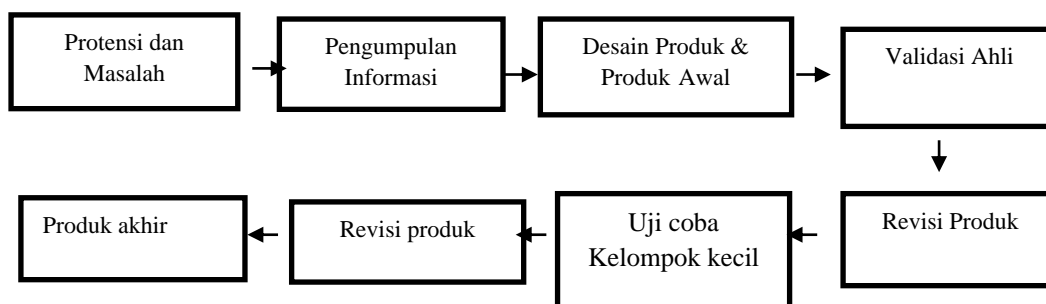 Protensi dan
Masalah
Pengumpulan
Informasi
Desain Produk &
Produk Awal
Validasi Ahli
Revisi Produk
Uji coba
Kelompok kecil
Revisi produk
Produk akhir